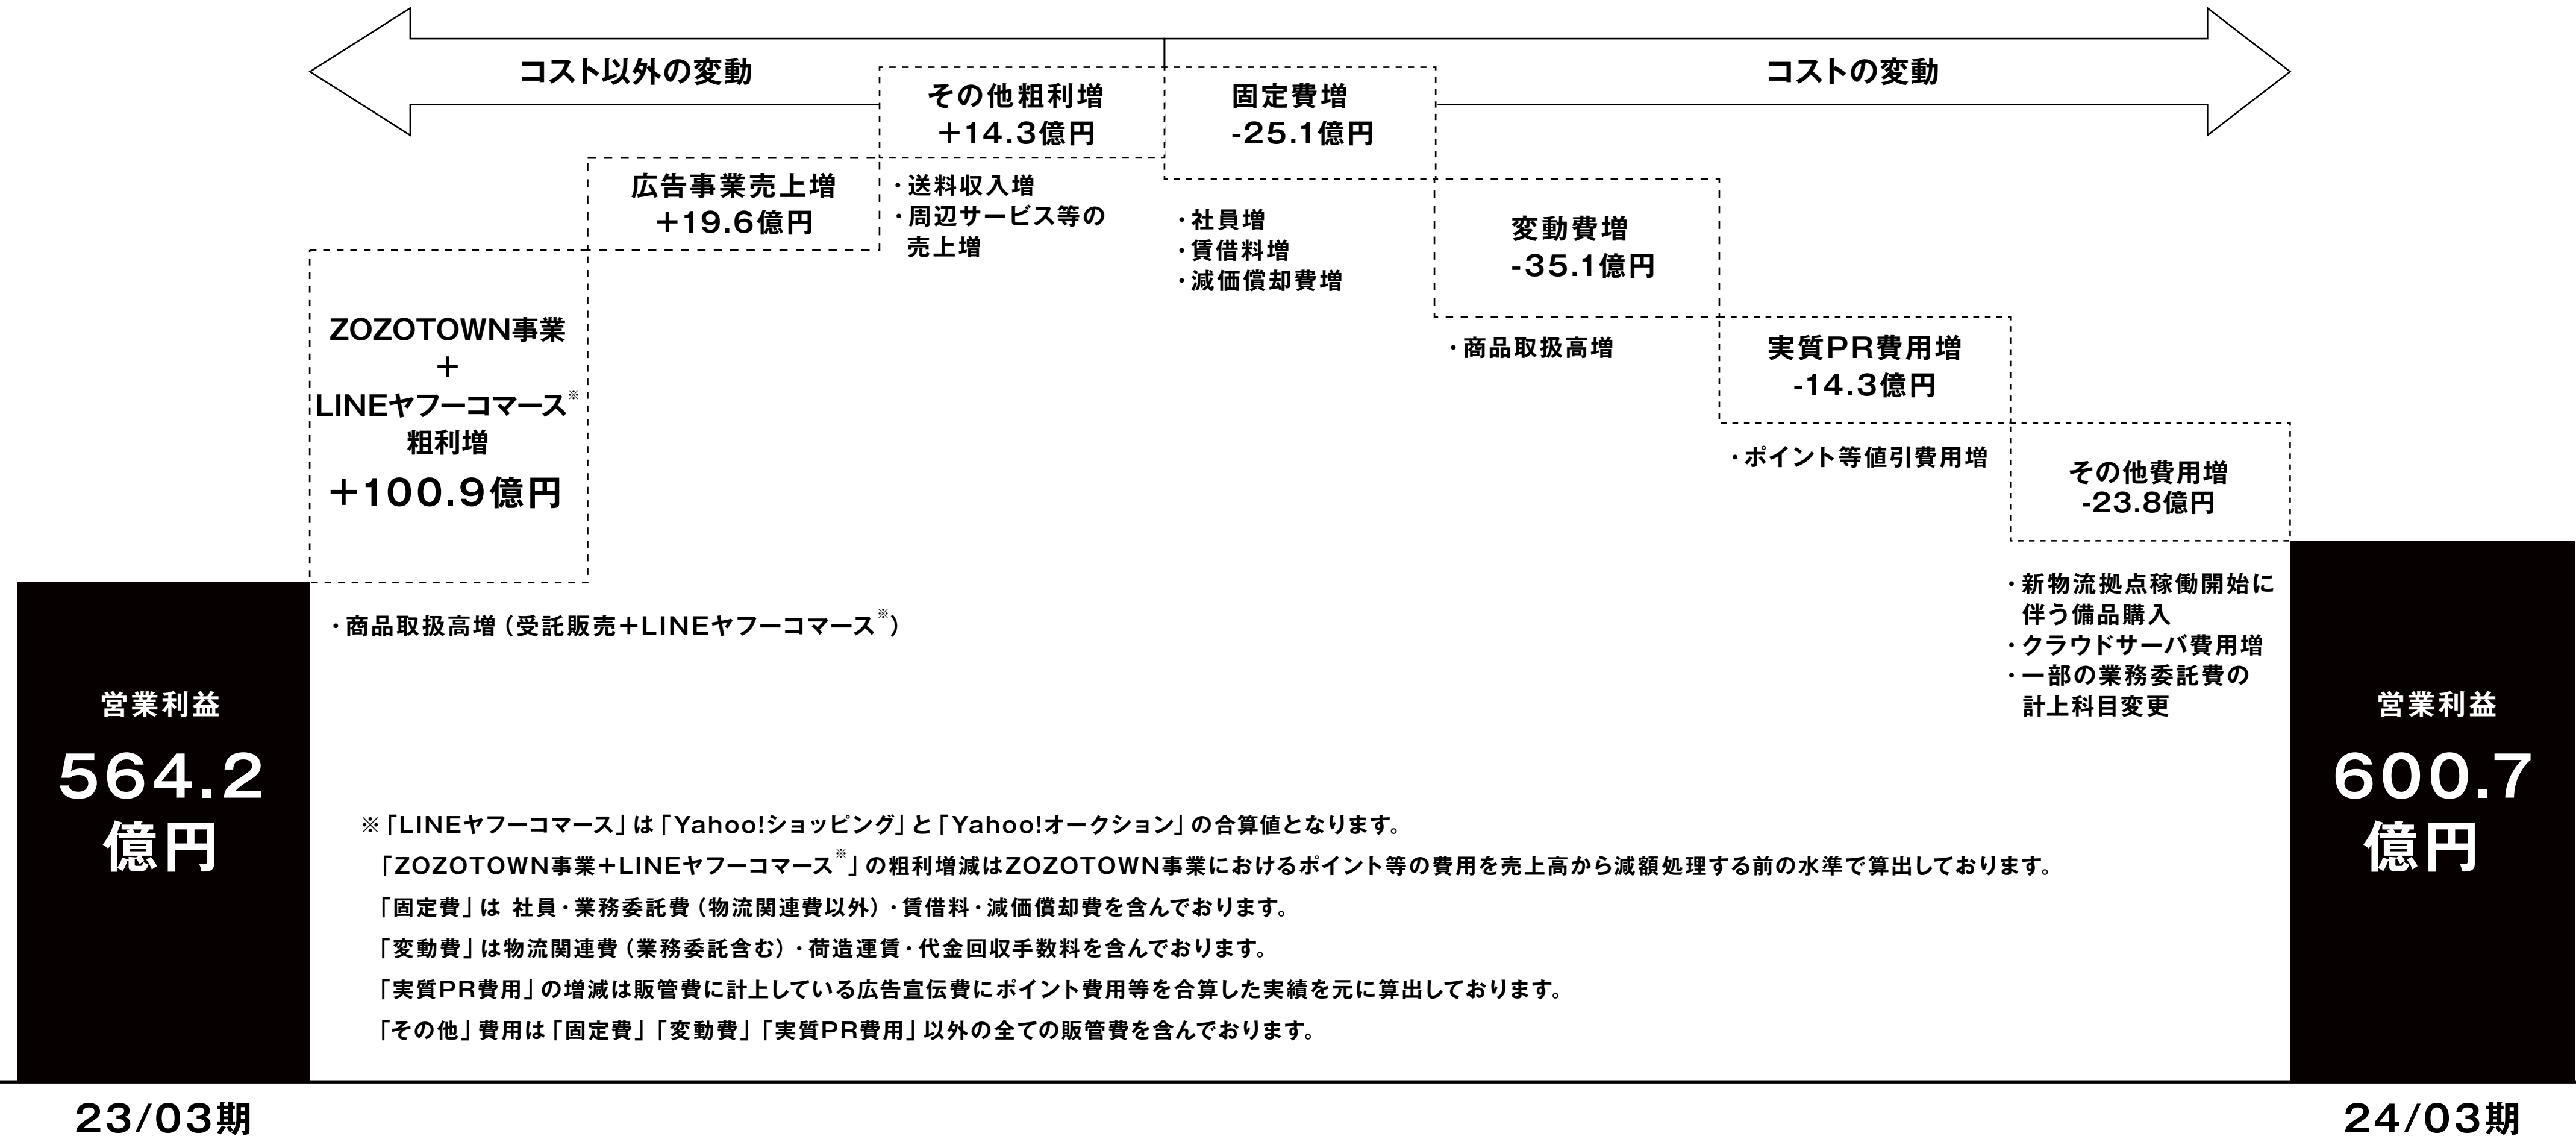 コスト以外の変動
コストの変動
その他粗利増
+14.3億円
固定費増
-25.1億円
広告事業売上増
+19.6億円
・送料収入増
・周辺サービス等の
売上増
・社員増
・賃借料増
・減価償却費増
変動費増
-35.1億円
ZOZOTOWN事業
+
LINEヤフーコマース※
粗利増
+100.9億円
・商品取扱高増
実質PR費用増
-14.3億円
・ポイント等値引費用増
その他費用増
-23.8億円
・商品取扱高増（受託販売+LINEヤフーコマース※）
・新物流拠点稼働開始に
伴う備品購入
・クラウドサーバ費用増
・一部の業務委託費の
計上科目変更
営業利益
564.2
億円
営業利益
600.7
億円
※「LINEヤフーコマース」は「Yahoo!ショッピング」と「Yahoo!オークション」の合算値となります。
「ZOZOTOWN事業+LINEヤフーコマース※」の粗利増減はZOZOTOWN事業におけるポイント等の費用を売上高から減額処理する前の水準で算出しております。
「固定費」は 社員・業務委託費（物流関連費以外）・賃借料・減価償却費を含んでおります。
「変動費」は物流関連費（業務委託含む）・荷造運賃・代金回収手数料を含んでおります。
「実質PR費用」の増減は販管費に計上している広告宣伝費にポイント費用等を合算した実績を元に算出しております。
「その他」費用は「固定費」「変動費」「実質PR費用」以外の全ての販管費を含んでおります。
23/03期
24/03期